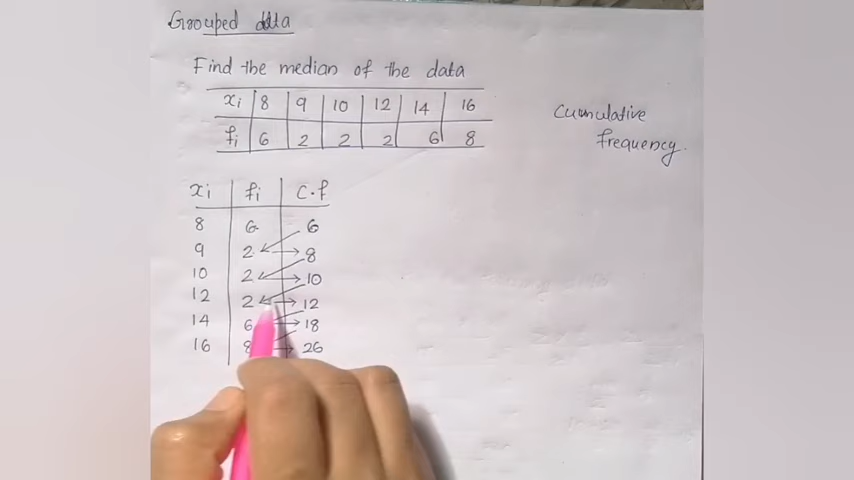 Grouped data
Find the median of the data
xi 8 9 10 12 14 16
fi 6 2 2 2 6 8
Cumulative
frequency.
xi fi C.f
8 6 6
9 2 8
10 2 10
12 2 12
14 6 18
16 8 26